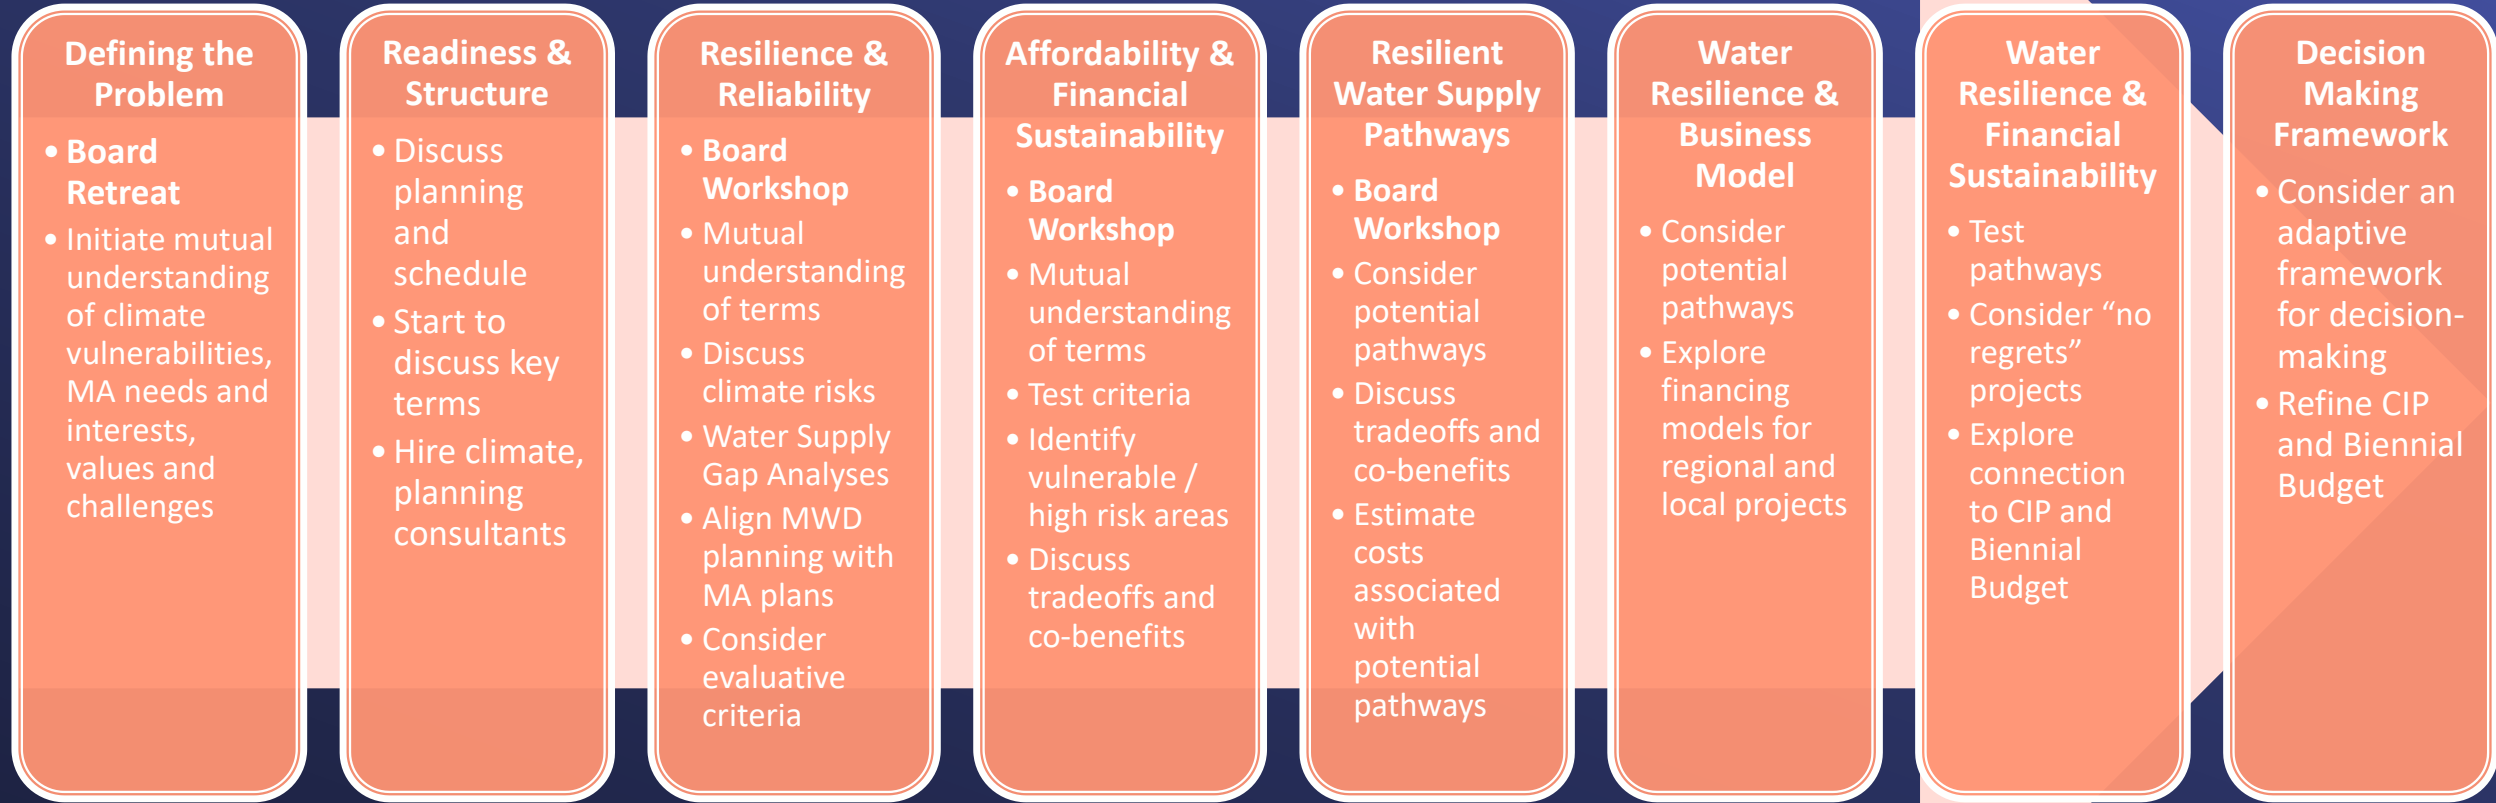 Defining the
Problem
• Board
Retreat
• Initiate mutual
understanding
of climate
vulnerabilities,
MA needs and
interests,
values and
challenges
Readiness &
Structure
• Discuss
planning
and
schedule
• Start to
discuss key
terms
• Hire climate,
planning
consultants
Resilience &
Reliability
• Board
Workshop
• Mutual
understanding
of terms
• Discuss
climate risks
• Water Supply
Gap Analyses
• Align MWD
planning with
MA plans
• Consider
evaluative
criteria
Affordability &
Financial
Sustainability
• Board
Workshop
• Mutual
understanding
of terms
• Test criteria
• Identify
vulnerable /
high risk areas
• Discuss
tradeoffs and
co-benefits
Resilient
Water Supply
Pathways
• Board
Workshop
• Consider
potential
pathways
• Discuss
tradeoffs and
co-benefits
• Estimate
costs
associated
with
potential
pathways
Water
Resilience &
Business
Model
• Consider
potential
pathways
• Explore
financing
models for
regional and
local projects
Water
Resilience &
Financial
Sustainability
• Test
pathways
• Consider “no
regrets”
projects
• Explore
connection
to CIP and
Biennial
Budget
Decision
Making
Framework
• Consider an
adaptive
framework
for decision-
making
• Refine CIP
and Biennial
Budget